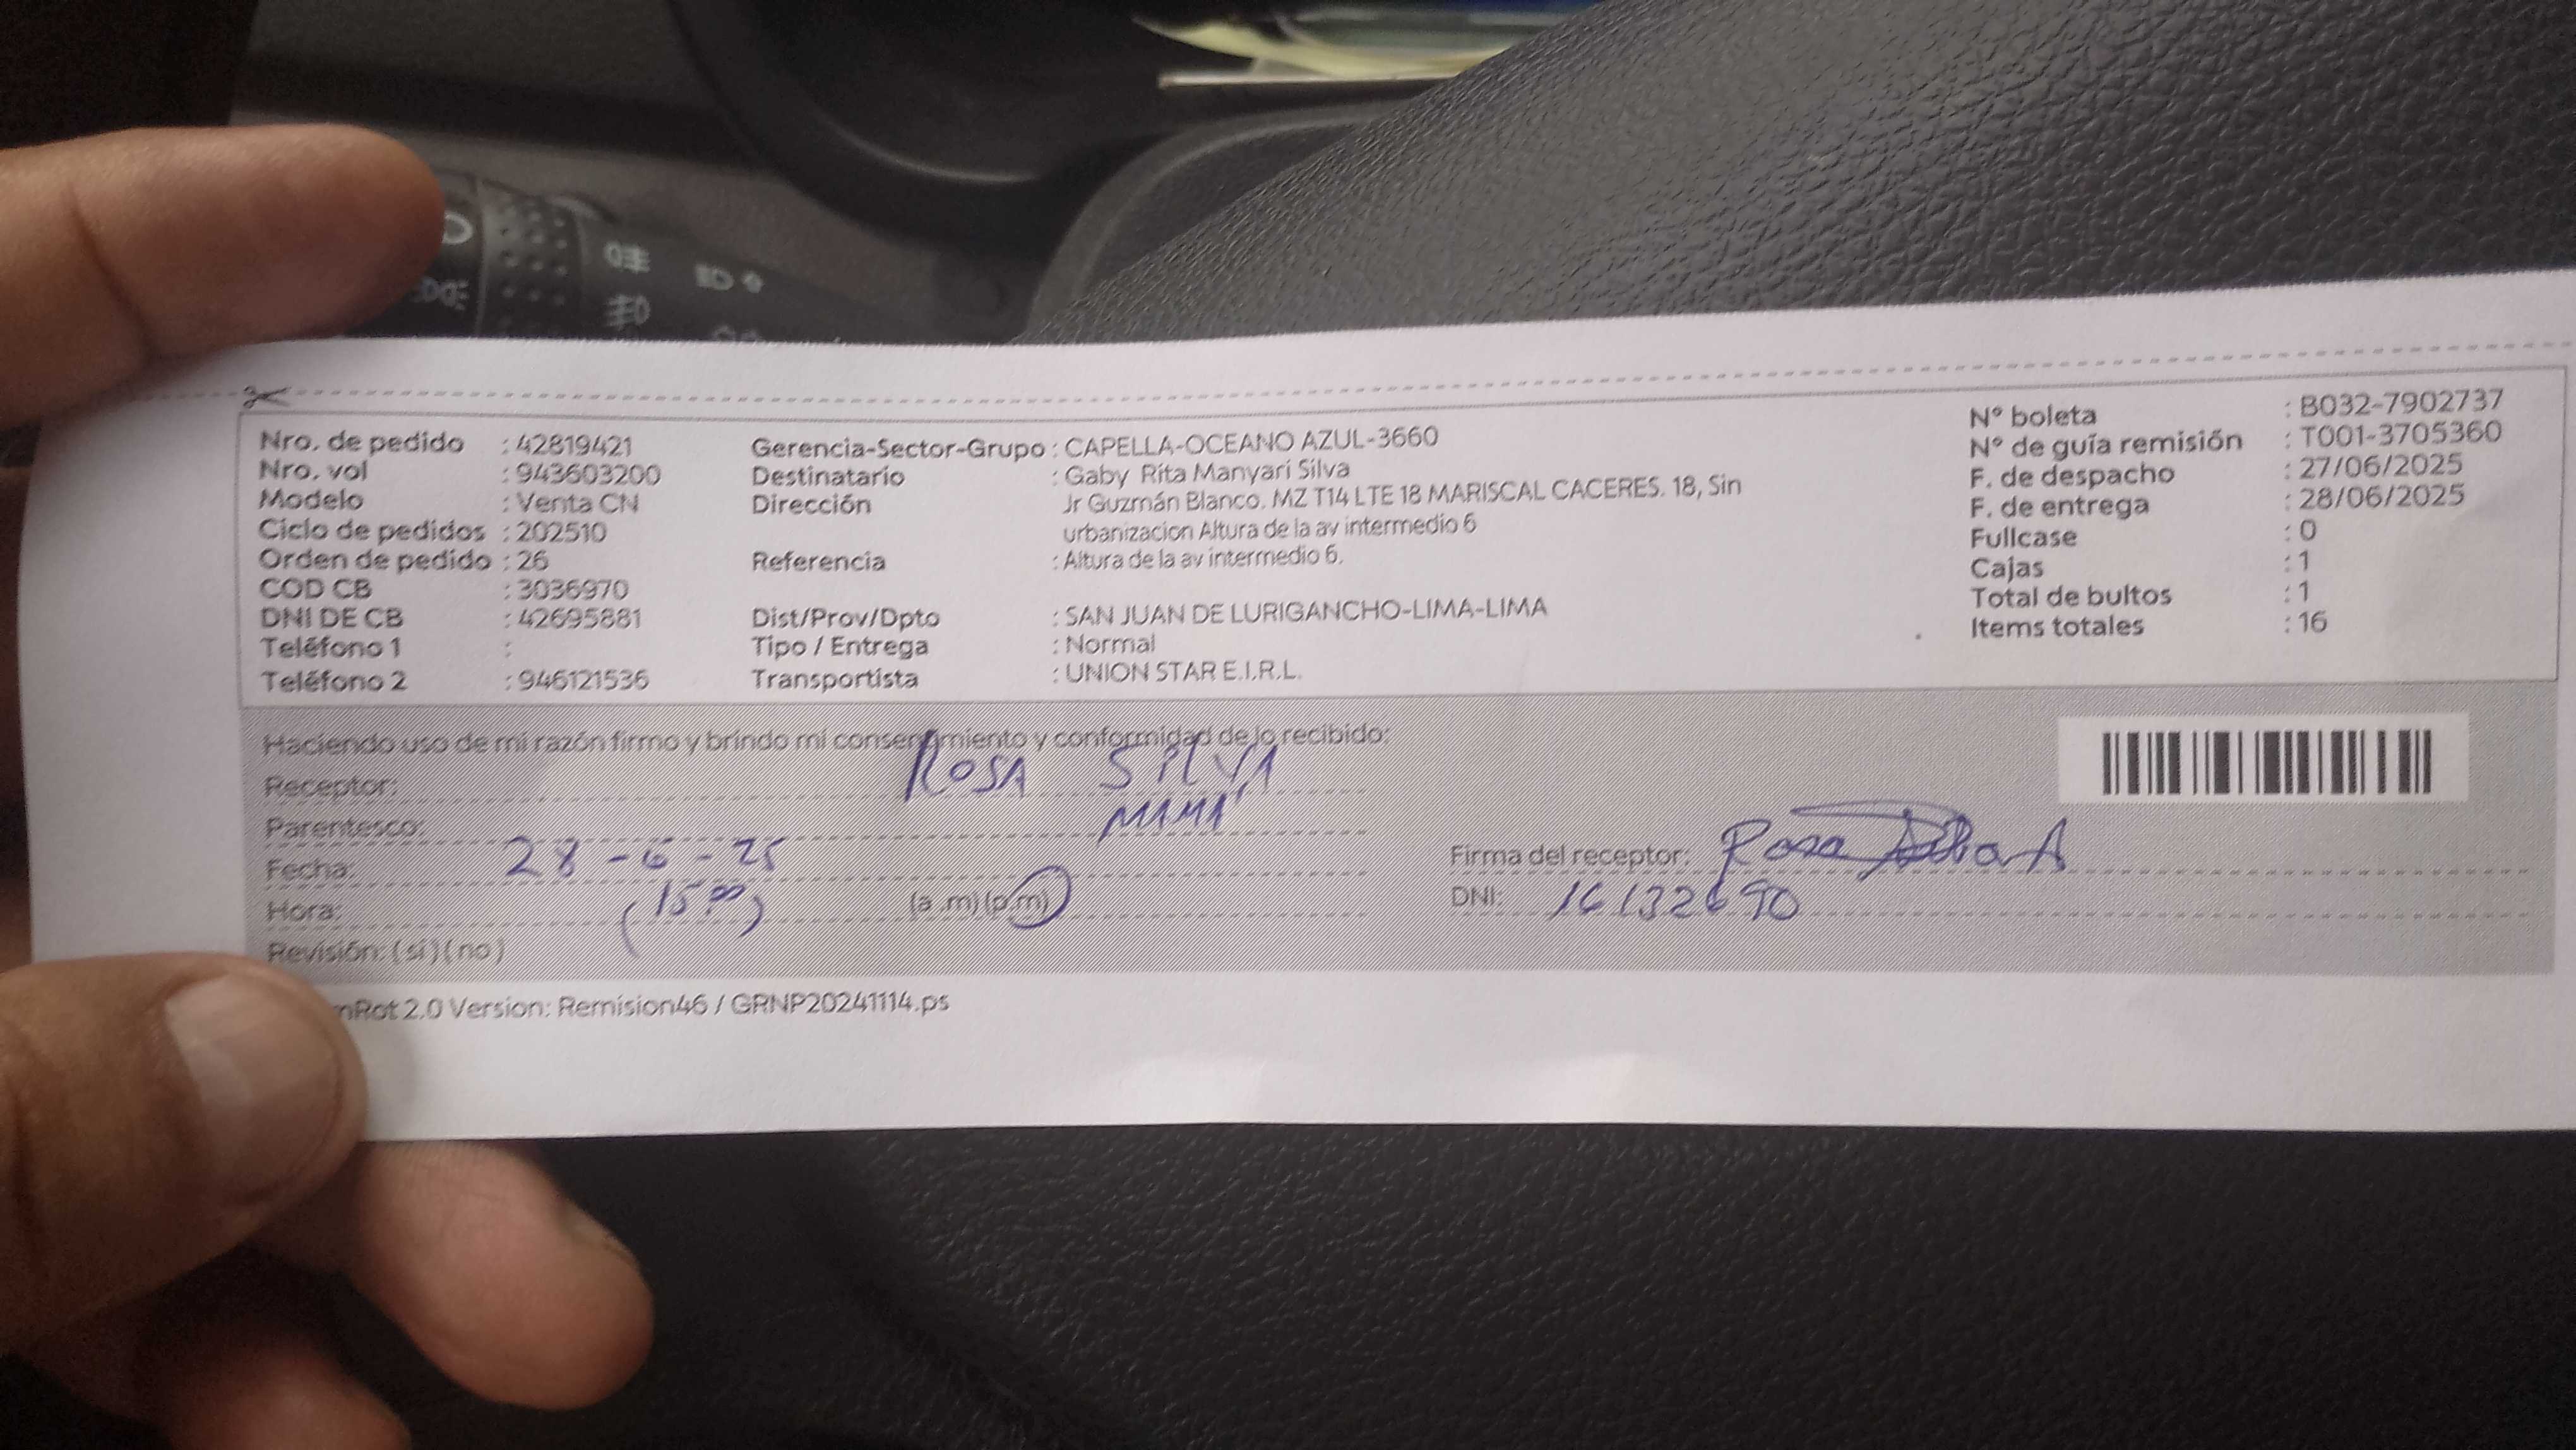 Nro. de pedido : 42819421
Nro. vol : 943603200
Modelo : Venta CN
Ciclo de pedidos : 202510
Orden de pedido : 26
COD CB : 3036970
DNI DE CB : 42695881
Teléfono 1 :
Teléfono 2 : 946121536
Gerencia-Sector-Grupo : CAPELLA-OCEANO AZUL-3660
Destinatario : Gaby Rita Manyari Silva
Dirección Jr Guzmán Blanco. MZ T14 LTE 18 MARISCAL CACERES. 18, Sin
urbanizacion Altura de la av intermedio 6
Referencia : Altura de la av intermedio 6.
Dist/Prov/Dpto : SAN JUAN DE LURIGANCHO-LIMA-LIMA
Tipo / Entrega : Normal
Transportista : UNION STAR E.I.R.L.
N° boleta : B032-7902737
N° de guía remisión : T001-3705360
F. de despacho : 27/06/2025
F. de entrega : 28/06/2025
Fullcase : 0
Cajas : 1
Total de bultos : 1
Items totales : 16
Haciendo uso de mi razón firmo y brindo mi consentimiento y conformidad de lo recibido:
Receptor: ROSA SILVA
Parentesco: MAMÁ
Fecha: 28-6-25
Hora: (15:00) (a .m) (p.m)
Revisión: (si) (no)
Firma del receptor: Rosa
DNI: 16132690
mRot 2.0 Version: Remision46 / GRNP20241114.ps